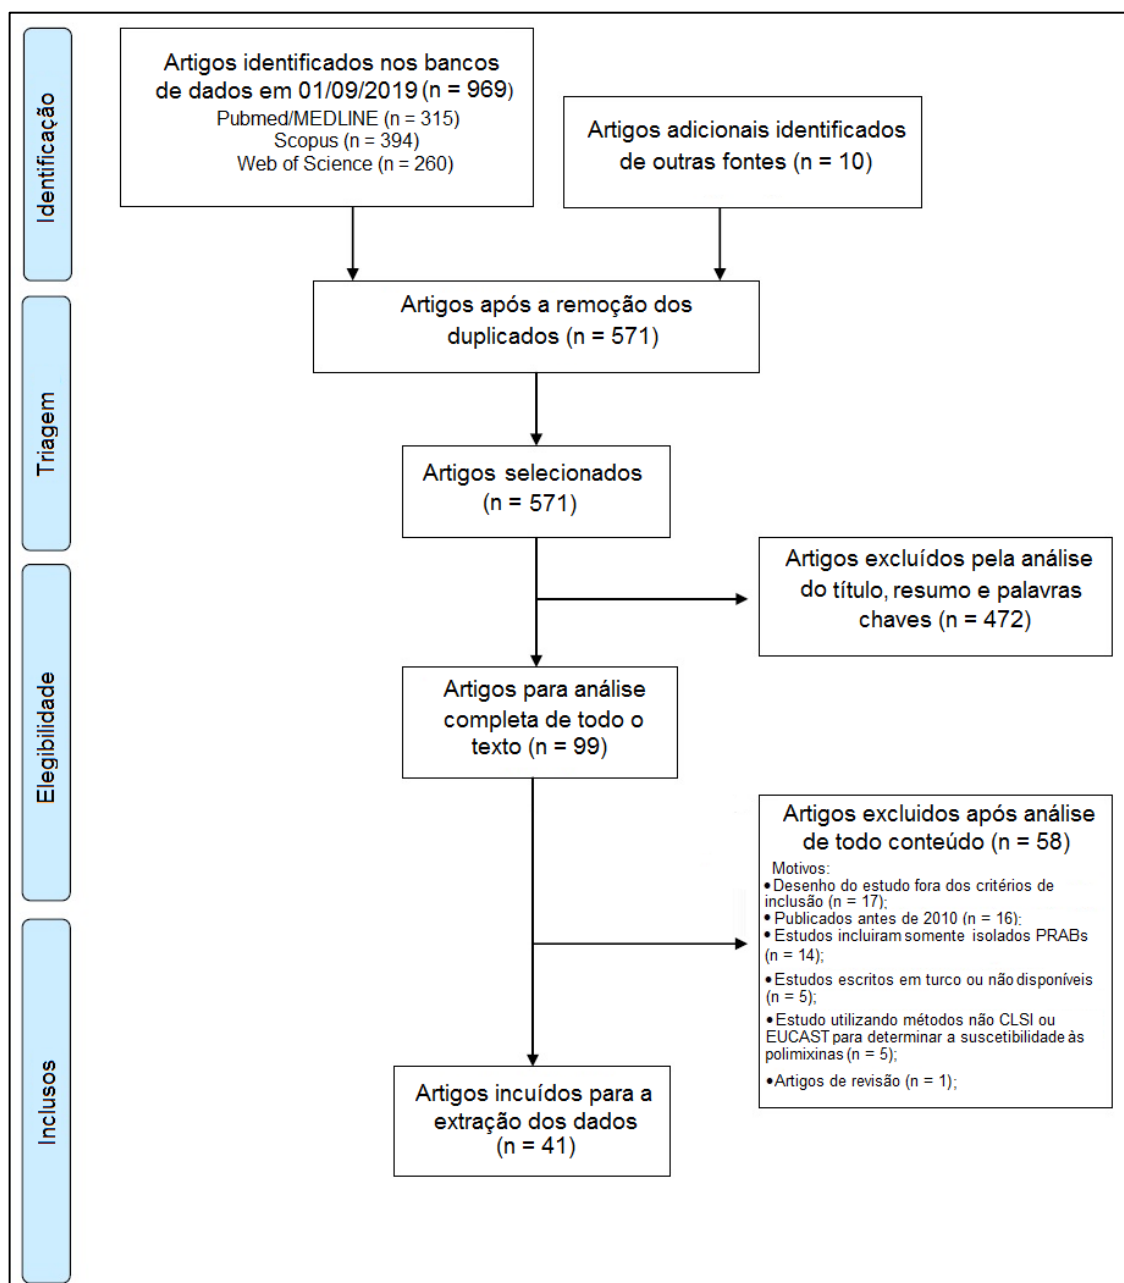 Identificação
Artigos identificados nos bancos
de dados em 01/09/2019 (n = 969)
Pubmed/MEDLINE (n = 315)
Scopus (n = 394)
Web of Science (n = 260)
Artigos adicionais identificados
de outras fontes (n = 10)
Artigos após a remoção dos
duplicados (n = 571)
Triagem
Artigos selecionados
(n = 571)
Artigos excluídos pela análise
do título, resumo e palavras
chaves (n = 472)
Elegibilidade
Artigos para análise
completa de todo o
texto (n = 99)
Artigos excluidos após análise
de todo conteúdo (n = 58)
Motivos:
• Desenho do estudo fora dos critérios de
inclusão (n = 17);
• Publicados antes de 2010 (n = 16);
• Estudos incluiram somente isolados PRABs
(n = 14);
• Estudos escritos em turco ou não disponíveis
(n = 5);
• Estudo utilizando métodos não CLSI ou
EUCAST para determinar a suscetibilidade às
polimixinas (n = 5);
• Artigos de revisão (n = 1);
Inclusos
Artigos incuídos para a
extração dos dados
(n = 41)